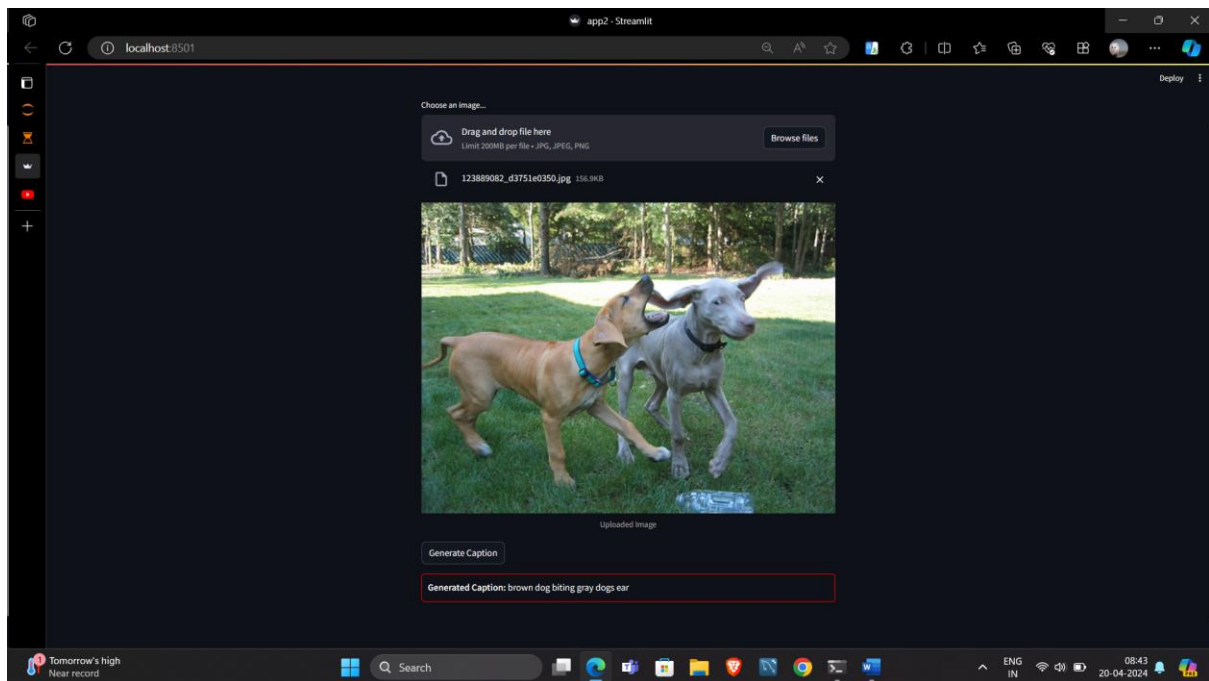 app2 - Streamlit
localhost:8501
Deploy
Choose an image...
Drag and drop file here
Limit 200MB per file • JPG, JPEG, PNG
Browse files
123889082_d3751e0350.jpg 156.9KB
Uploaded Image
Generate Caption
Generated Caption: brown dog biting gray dogs ear
1
Tomorrow's high
Near record
Search
ENG
IN
08:43
20-04-2024